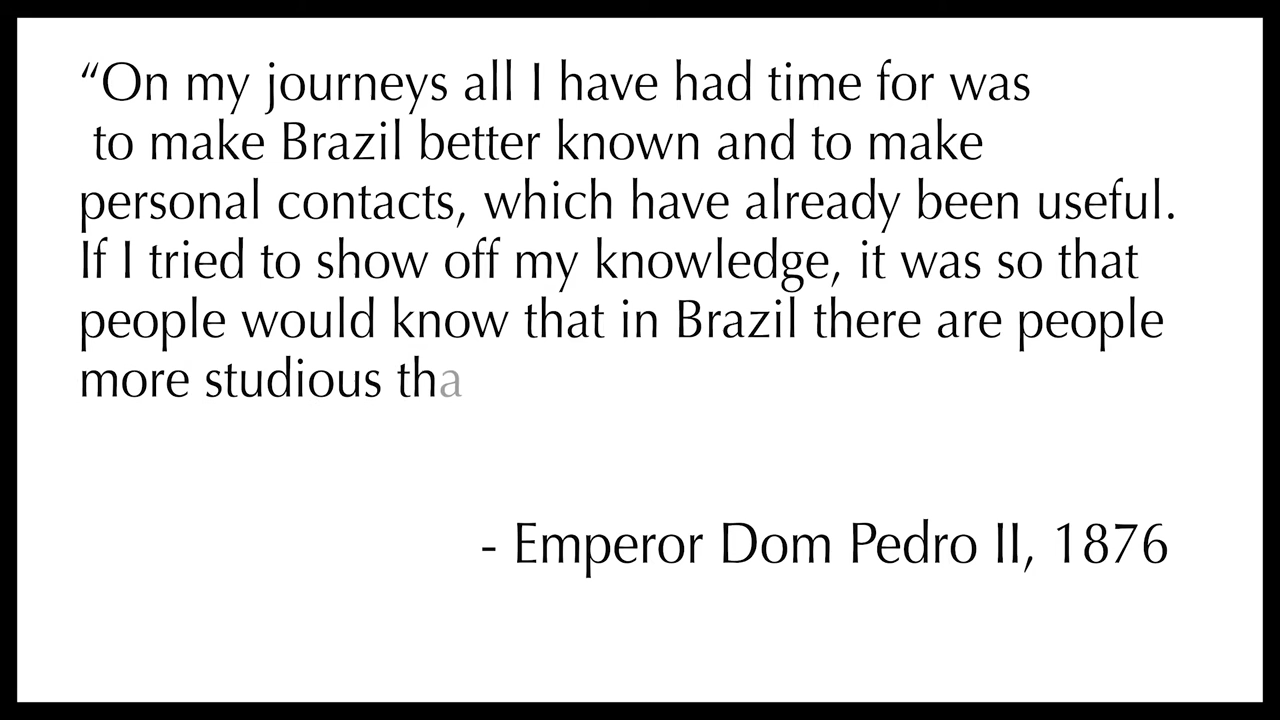 “On my journeys all I have had time for was
to make Brazil better known and to make
personal contacts, which have already been useful.
If I tried to show off my knowledge, it was so that
people would know that in Brazil there are people
more studious tha
- Emperor Dom Pedro II, 1876